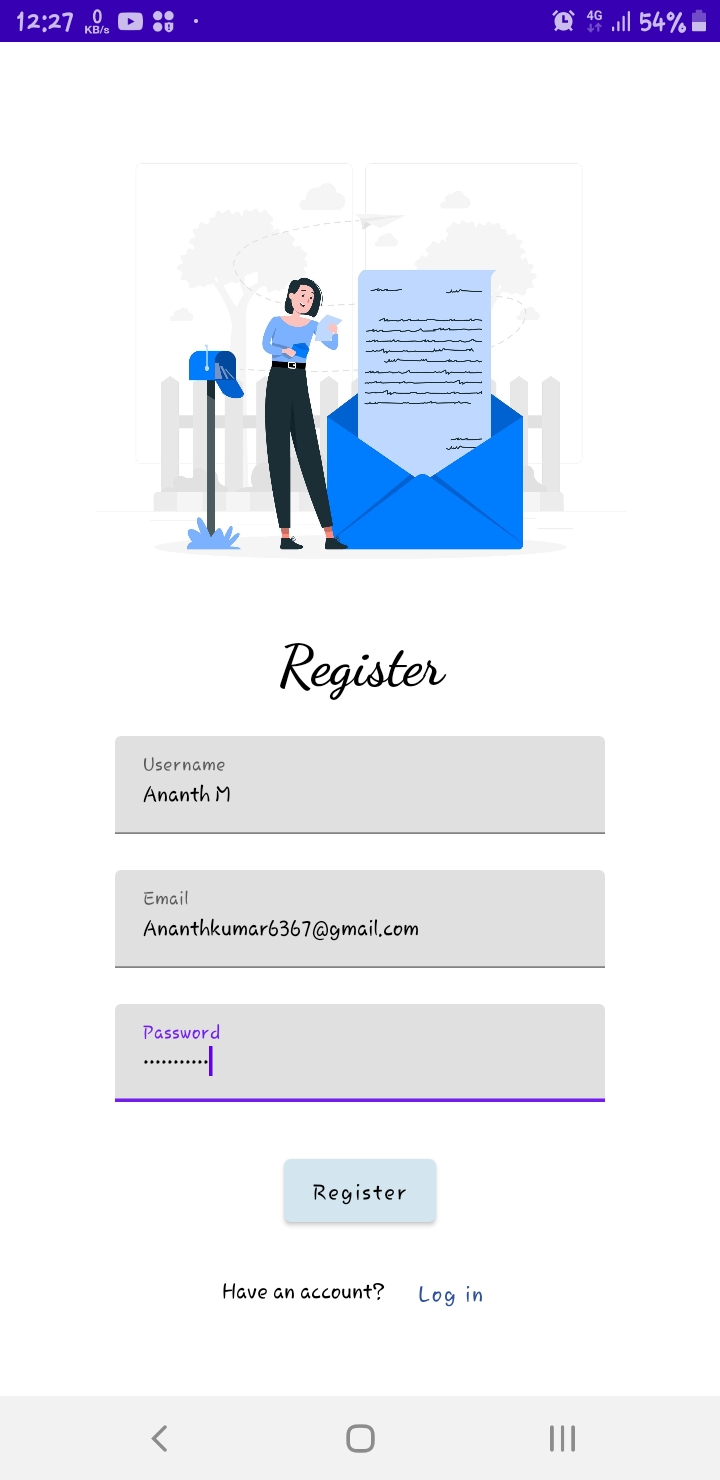 12:27 0 KB/s 4G 54%
Register
Username
Ananth M
Email
Ananthkumar6367@gmail.com
Password
•••••••••••
Register
Have an account? Log in